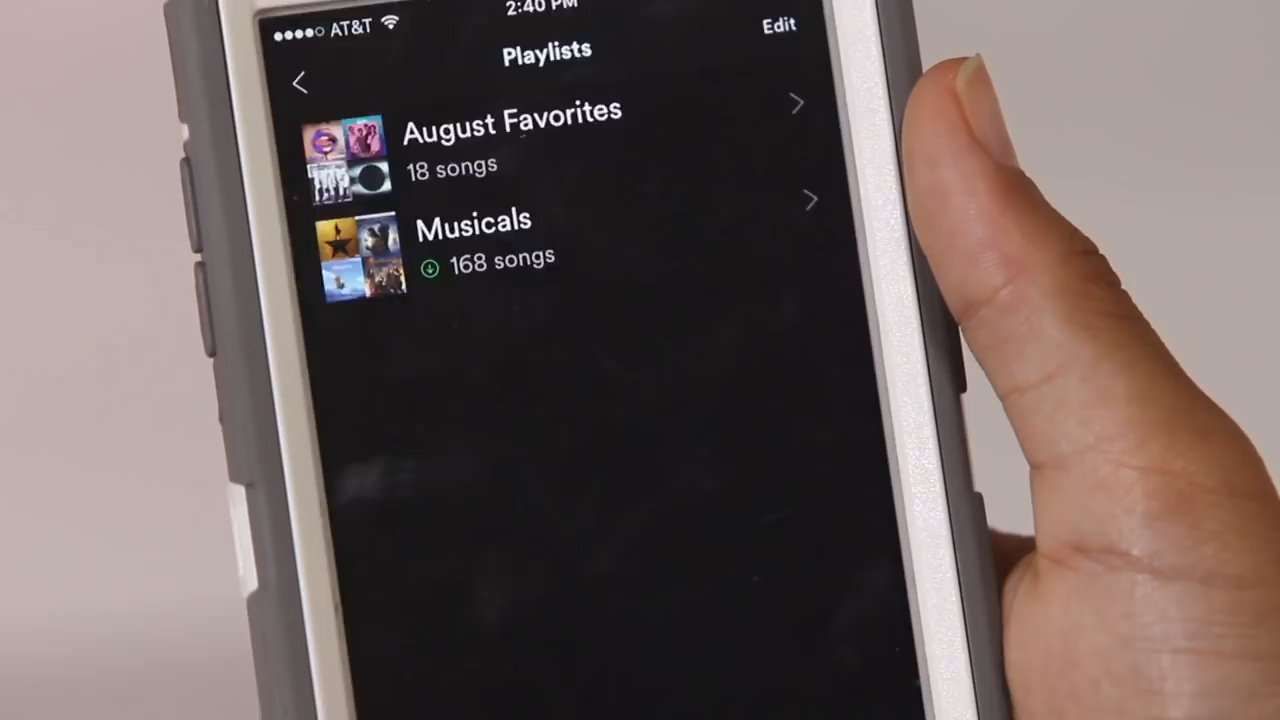 AT&T
2:40 PM
Playlists
Edit
August Favorites
18 songs
Musicals
168 songs